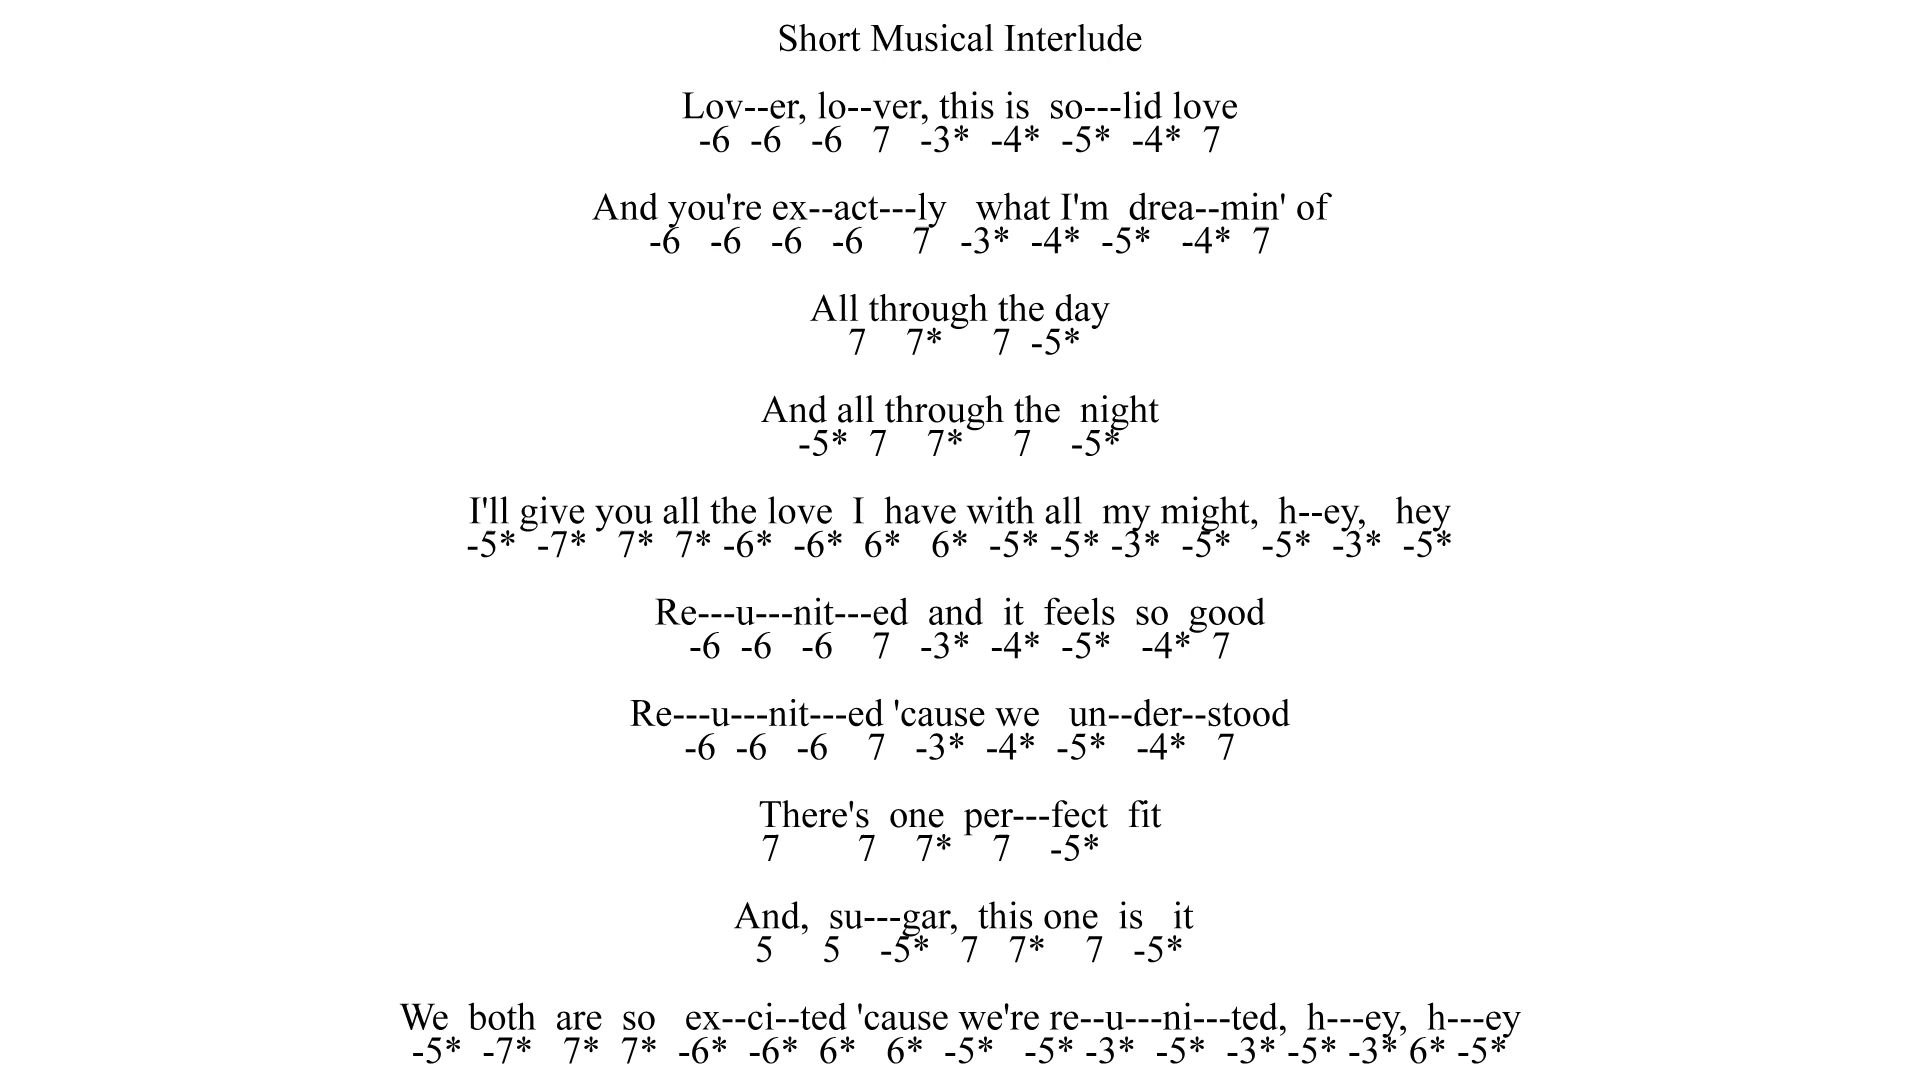 Short Musical Interlude
Lov--er, lo--ver, this is so---lid love
-6 -6 -6 7 -3* -4* -5* -4* 7
And you're ex--act---ly what I'm drea--min' of
-6 -6 -6 -6 7 -3* -4* -5* -4* 7
All through the day
7 7* 7 -5*
And all through the night
-5* 7 7* 7 -5*
I'll give you all the love I have with all my might, h--ey, hey
-5* -7* 7* 7* -6* -6* 6* 6* -5* -5* -3* -5* -5* -3* -5*
Re---u---nit---ed and it feels so good
-6 -6 -6 7 -3* -4* -5* -4* 7
Re---u---nit---ed 'cause we un--der--stood
-6 -6 -6 7 -3* -4* -5* -4* 7
There's one per---fect fit
7 7 7* 7 -5*
And, su---gar, this one is it
5 5 -5* 7 7* 7 -5*
We both are so ex--ci--ted 'cause we're re--u---ni---ted, h---ey, h---ey
-5* -7* 7* 7* -6* -6* 6* 6* -5* -5* -3* -5* -3* -5* -3* 6* -5*